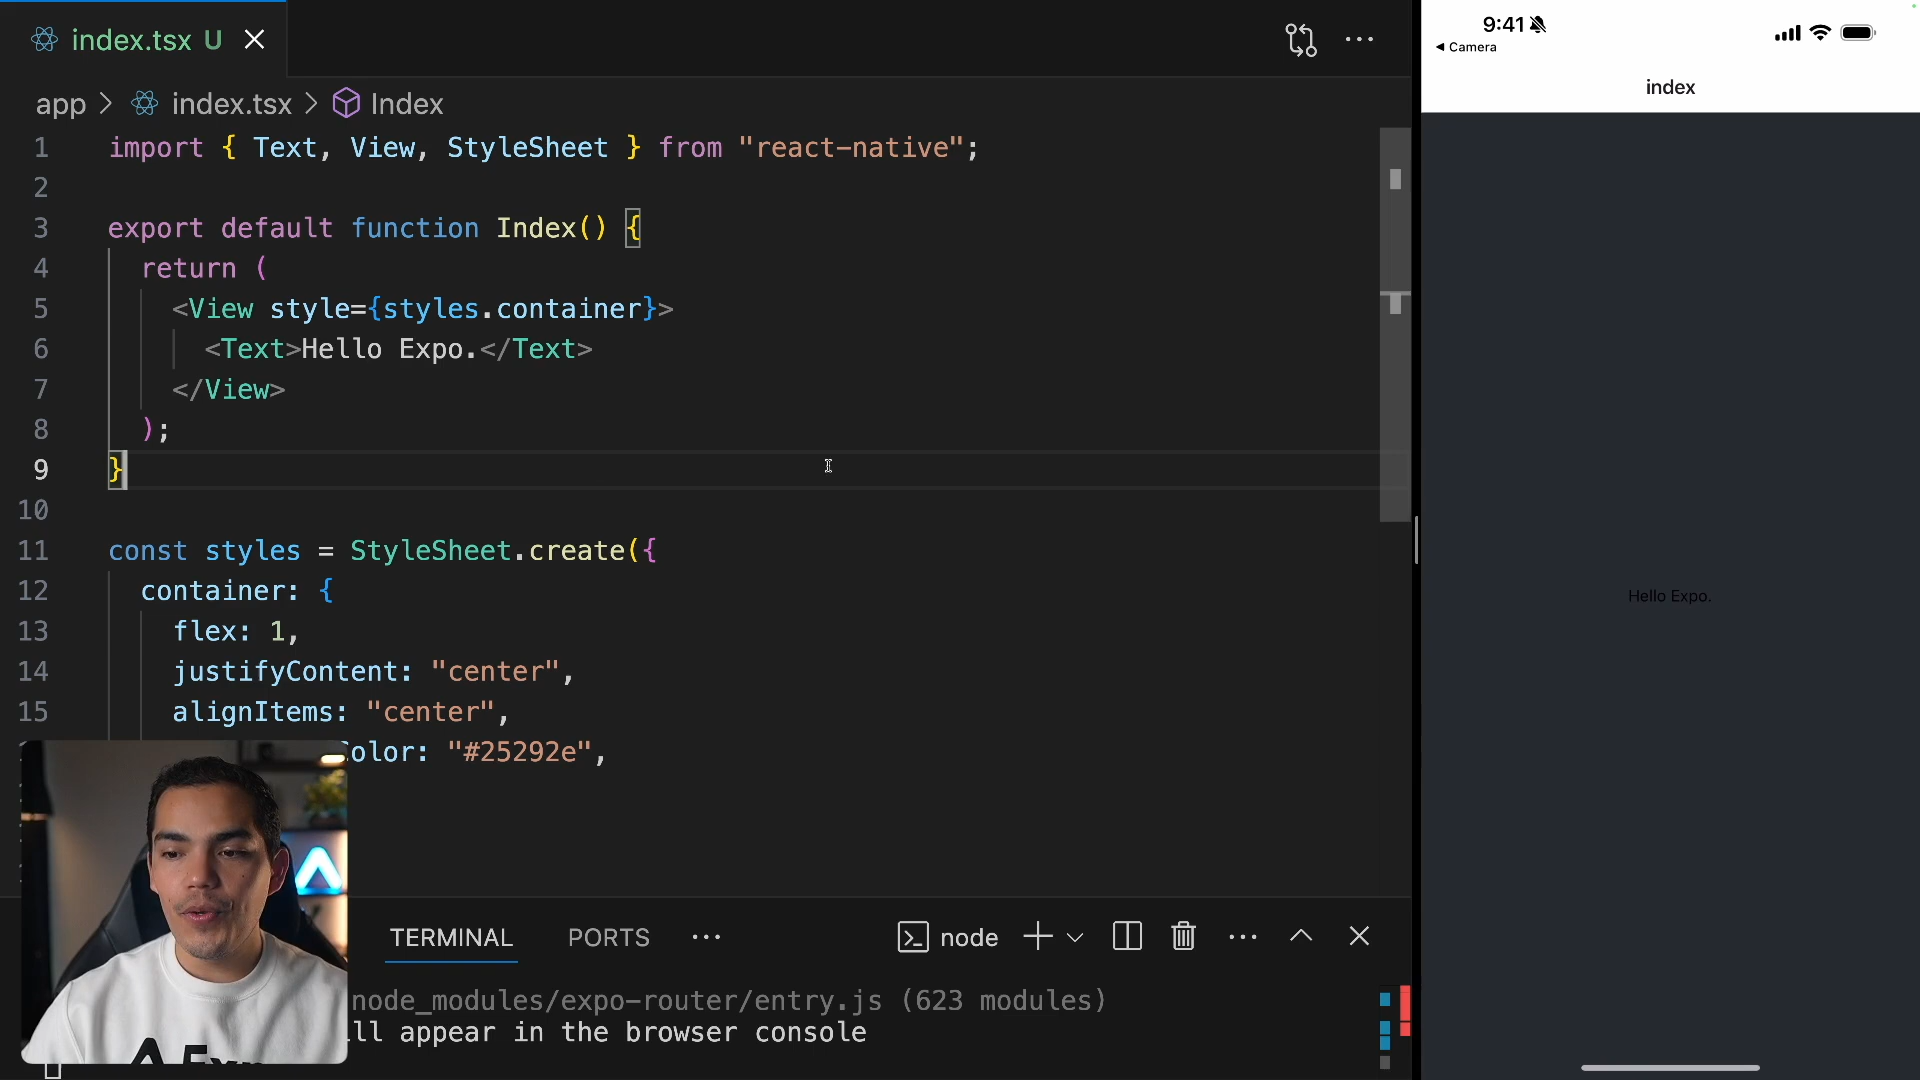 index.tsx U
app > index.tsx > Index
1 import { Text, View, StyleSheet } from "react-native";
2
3 export default function Index() {
4 return (
5 <View style={styles.container}>
6 <Text>Hello Expo.</Text>
7 </View>
8 );
9 }
10
11 const styles = StyleSheet.create({
12 container: {
13 flex: 1,
14 justifyContent: "center",
15 alignItems: "center",
olor: "#25292e",
TERMINAL PORTS
node
node_modules/expo-router/entry.js (623 modules)
ll appear in the browser console
9:41
Camera
index
Hello Expo.